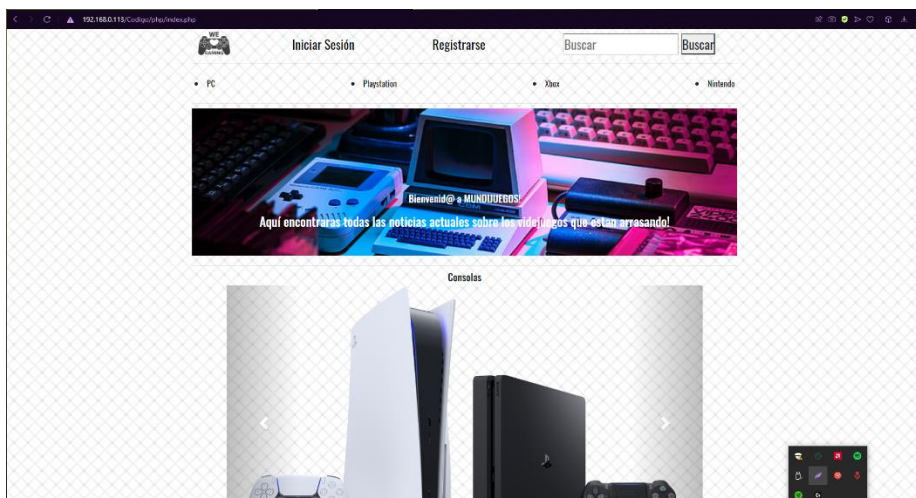 192.168.0.113/Codigo/php/index.php
WE
GAMING
Iniciar Sesión
Registrarse
Buscar
Buscar
PC
Playstation
Xbox
Nintendo
Bienvenid@ a MUNDIJUEGOS!
Aquí encontraras todas las noticias actuales sobre los videjuegos que estan arrasando!
Consolas